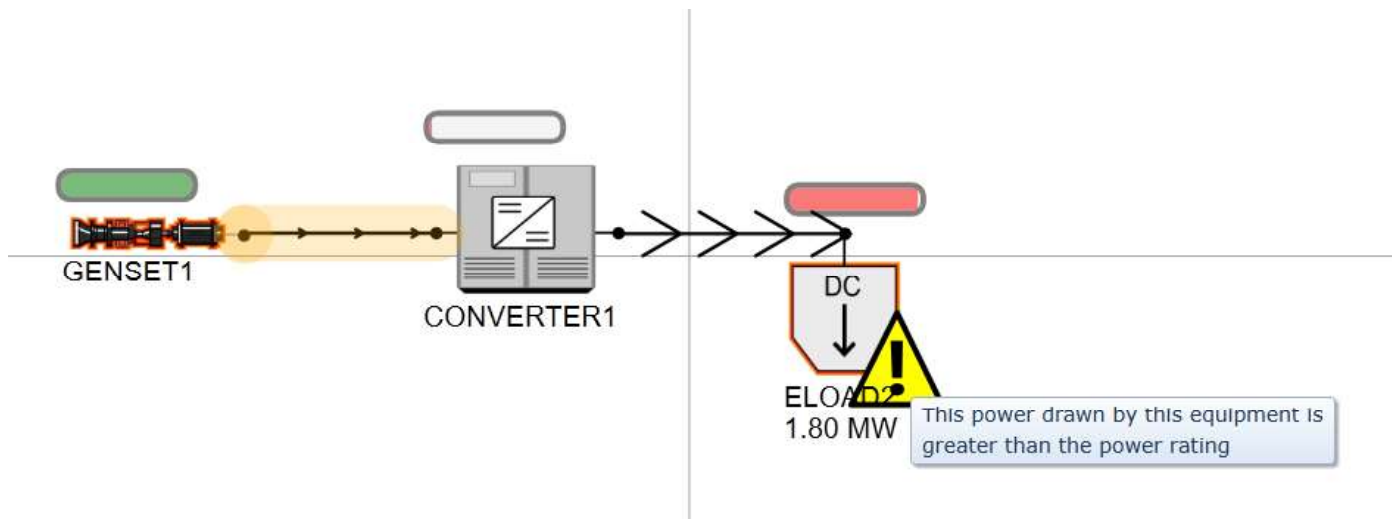 GENSET1
CONVERTER1
DC
ELOAD2
1.80 MW
This power drawn by this equipment is
greater than the power rating